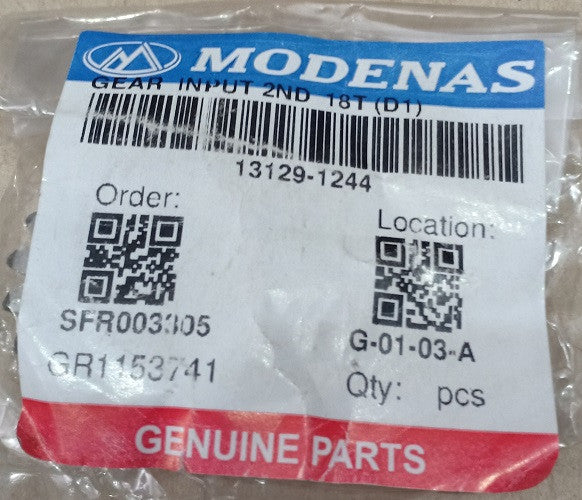 MODENAS
GEAR INPUT 2ND 18T (D1)
13129-1244
Order:
Location:
SFR003305
G-01-03-A
GR1153741
Qty: pcs
GENUINE PARTS